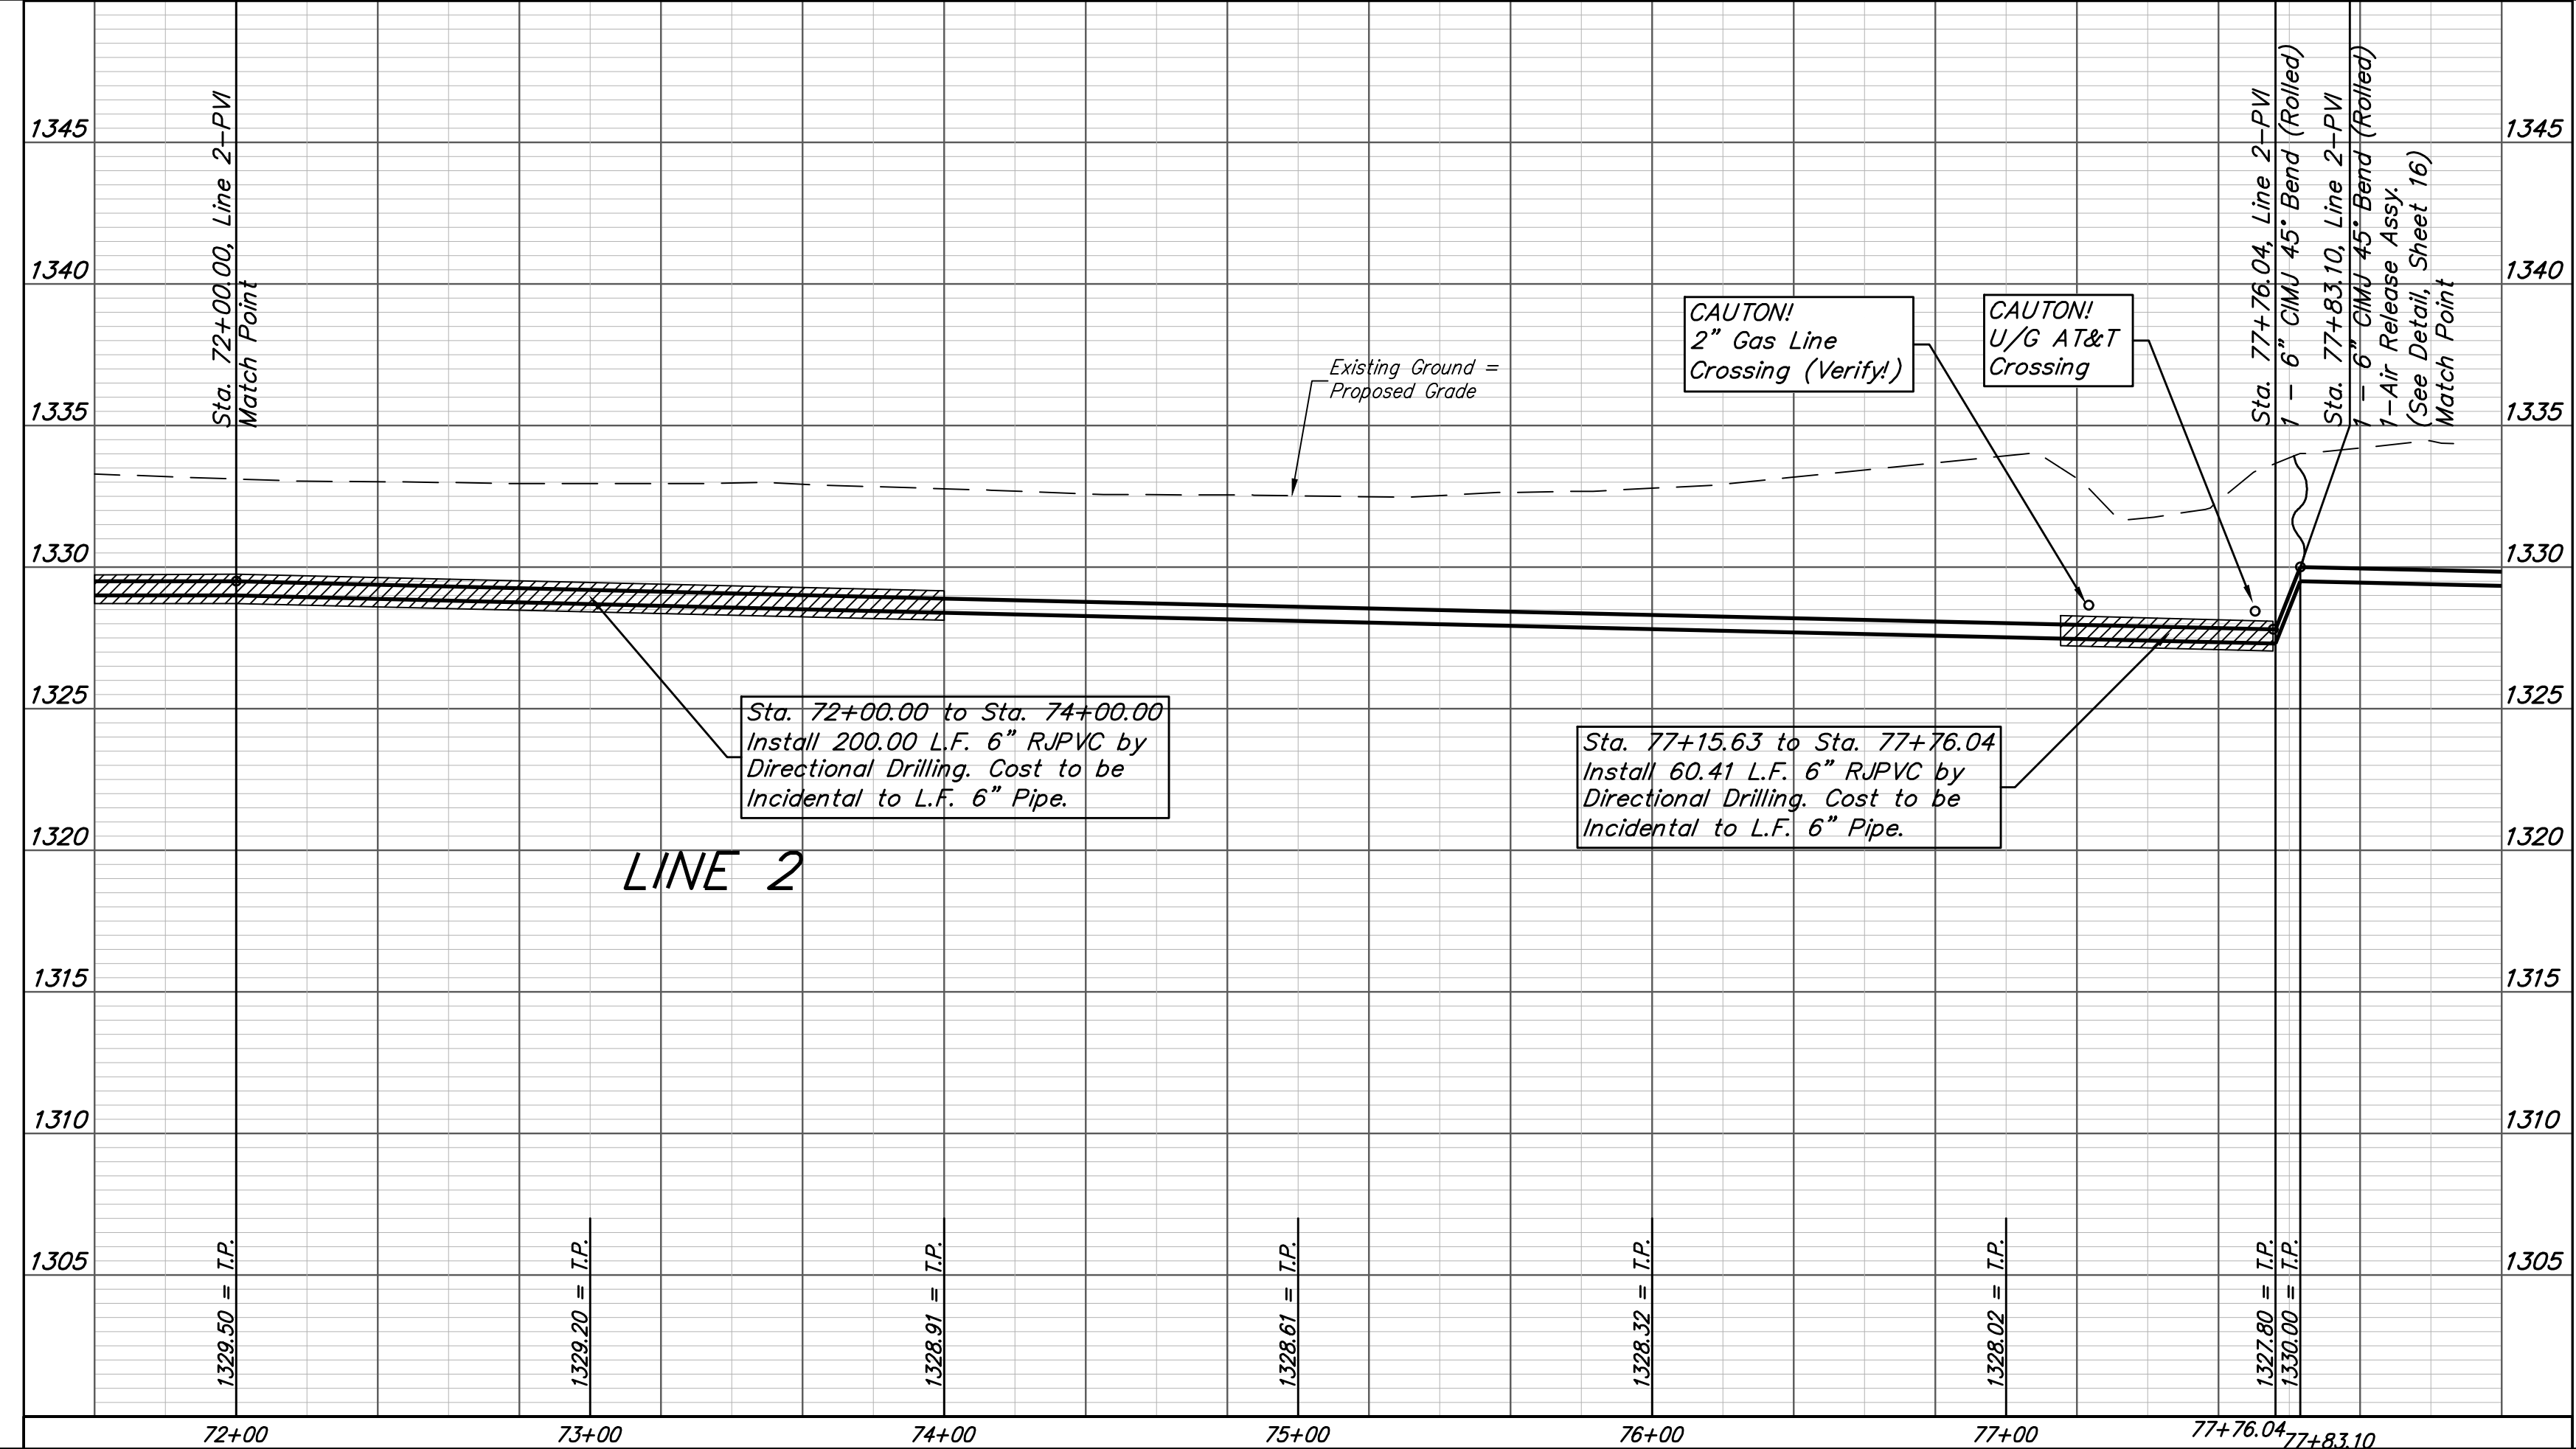 Sta. 72+00.00, Line 2-PVI
Match Point
Sta. 77+76.04, Line 2-PVI
1 - 6" CIMJ 45° Bend (Rolled)
Sta. 77+83.10, Line 2-PVI
1 - 6" CIMJ 45° Bend (Rolled)
1-Air Release Assy.
(See Detail, Sheet 16)
Match Point
1345
1345
1340
1340
CAUTON!
2" Gas Line
Crossing (Verify!)
CAUTON!
U/G AT&T
Crossing
Existing Ground =
Proposed Grade
1335
1335
1330
1330
1325
1325
Sta. 72+00.00 to Sta. 74+00.00
Install 200.00 L.F. 6" RJPVC by
Directional Drilling. Cost to be
Incidental to L.F. 6" Pipe.
Sta. 77+15.63 to Sta. 77+76.04
Install 60.41 L.F. 6" RJPVC by
Directional Drilling. Cost to be
Incidental to L.F. 6" Pipe.
1320
1320
LINE 2
1315
1315
1310
1310
1305
1305
1329.50 = T.P.
1329.20 = T.P.
1328.91 = T.P.
1328.61 = T.P.
1328.32 = T.P.
1328.02 = T.P.
1327.80 = T.P.
1330.00 = T.P.
72+00
73+00
74+00
75+00
76+00
77+00
77+76.04
77+83.10